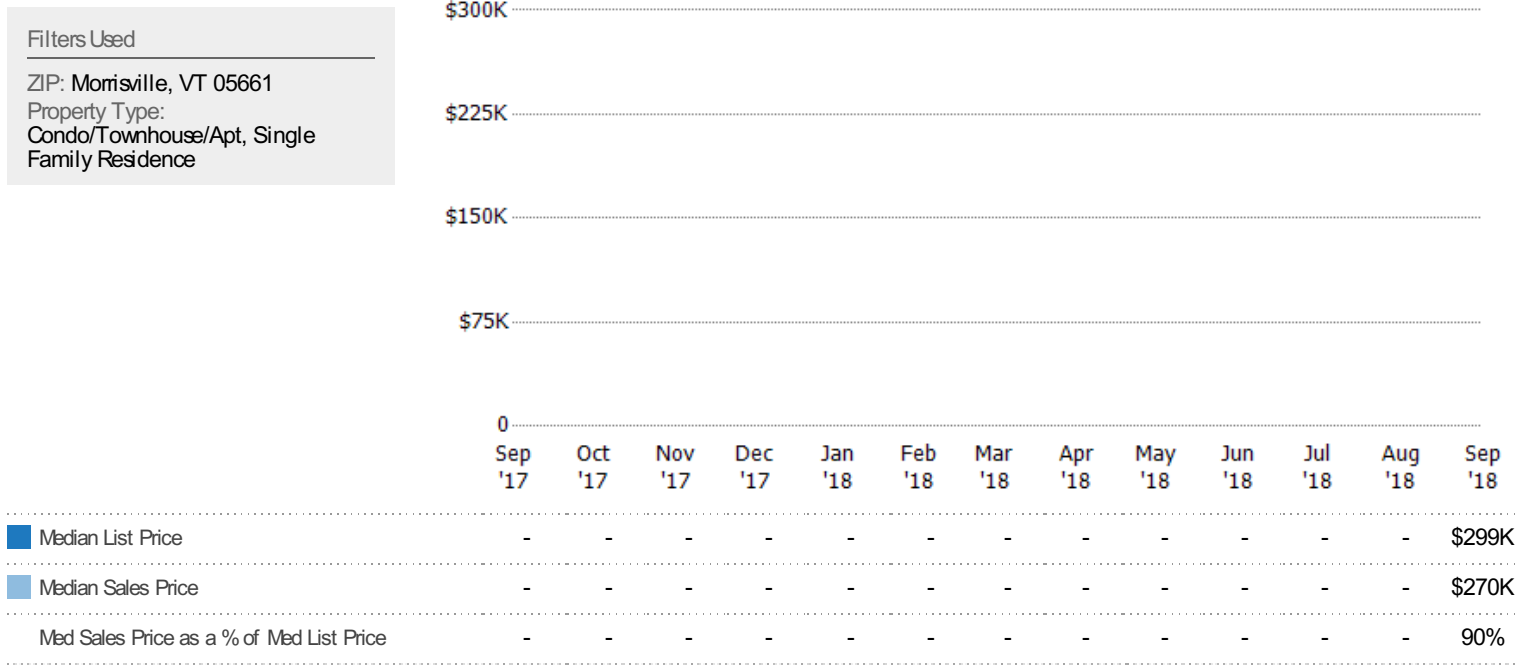 Filters Used
ZIP: Morrisville, VT 05661
Property Type:
Condo/Townhouse/Apt, Single
Family Residence
$300K
$225K
$150K
$75K
0
Sep Oct Nov Dec Jan Feb Mar Apr May Jun Jul Aug Sep
'17 '17 '17 '17 '18 '18 '18 '18 '18 '18 '18 '18 '18
Median List Price - - - - - - - - - - - - $299K
Median Sales Price - - - - - - - - - - - - $270K
Med Sales Price as a % of Med List Price - - - - - - - - - - - - 90%